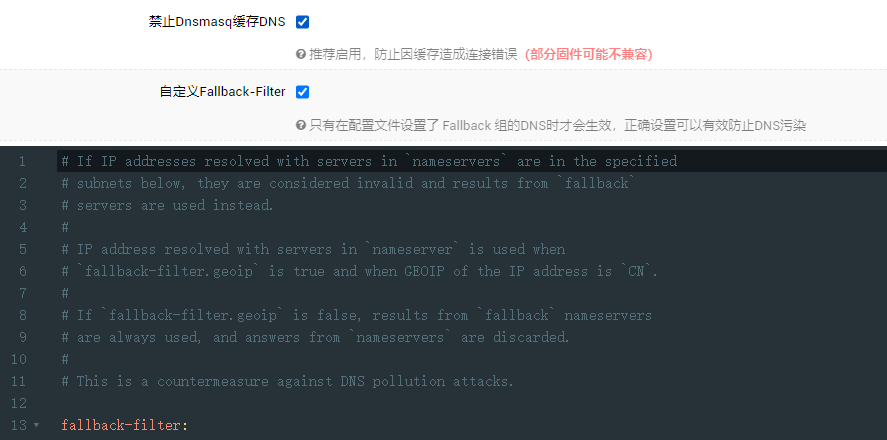 禁止Dnsmasq缓存DNS
推荐启用，防止因缓存造成连接错误（部分固件可能不兼容）
自定义Fallback-Filter
只有在配置文件设置了 Fallback 组的DNS时才会生效，正确设置可以有效防止DNS污染
1 # If IP addresses resolved with servers in `nameservers` are in the specified
2 # subnets below, they are considered invalid and results from `fallback`
3 # servers are used instead.
4 #
5 # IP address resolved with servers in `nameserver` is used when
6 # `fallback-filter.geoip` is true and when GEOIP of the IP address is `CN`.
7 #
8 # If `fallback-filter.geoip` is false, results from `fallback` nameservers
9 # are always used, and answers from `nameservers` are discarded.
10 #
11 # This is a countermeasure against DNS pollution attacks.
12
13 fallback-filter: